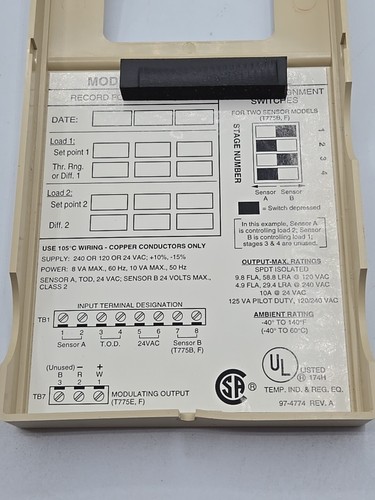 MOD
RECORD FO
DATE:
Load 1:
Set point 1
Thr. Rng.
or Diff. 1
Load 2:
Set point 2
Diff. 2
USE 105°C WIRING - COPPER CONDUCTORS ONLY
SUPPLY: 240 OR 120 OR 24 VAC; +10%, -15%
POWER: 8 VA MAX., 60 Hz, 10 VA MAX., 50 Hz
SENSOR A, TOD, 24 VAC; SENSOR B 24 VOLTS MAX.,
CLASS 2
INPUT TERMINAL DESIGNATION
TB1
1 2 3 4 5 6 7 8
Sensor A T.O.D. 24VAC Sensor B
(T775B, F)
(Unused) - +
B R W
3 2 1
TB7
MODULATING OUTPUT
(T775E, F)
IGNMENT
SWITCHES
FOR TWO SENSOR MODELS
(T775B, F)
STAGE NUMBER
1
2
3
4
Sensor Sensor
A B
= Switch depressed
In this example, Sensor A
is controlling load 2; Sensor
B is controlling load 1;
stages 3 & 4 are unused.
OUTPUT-MAX. RATINGS
SPDT ISOLATED
9.8 FLA, 58.8 LRA @ 120 VAC
4.9 FLA, 29.4 LRA @ 240 VAC
10A @ 24 VAC
125 VA PILOT DUTY, 120/240 VAC
AMBIENT RATING
-40° TO 140°F
(-40° TO 60°C)
UL
LISTED
174H
TEMP. IND. & REG. EQ.
97-4774 REV. A